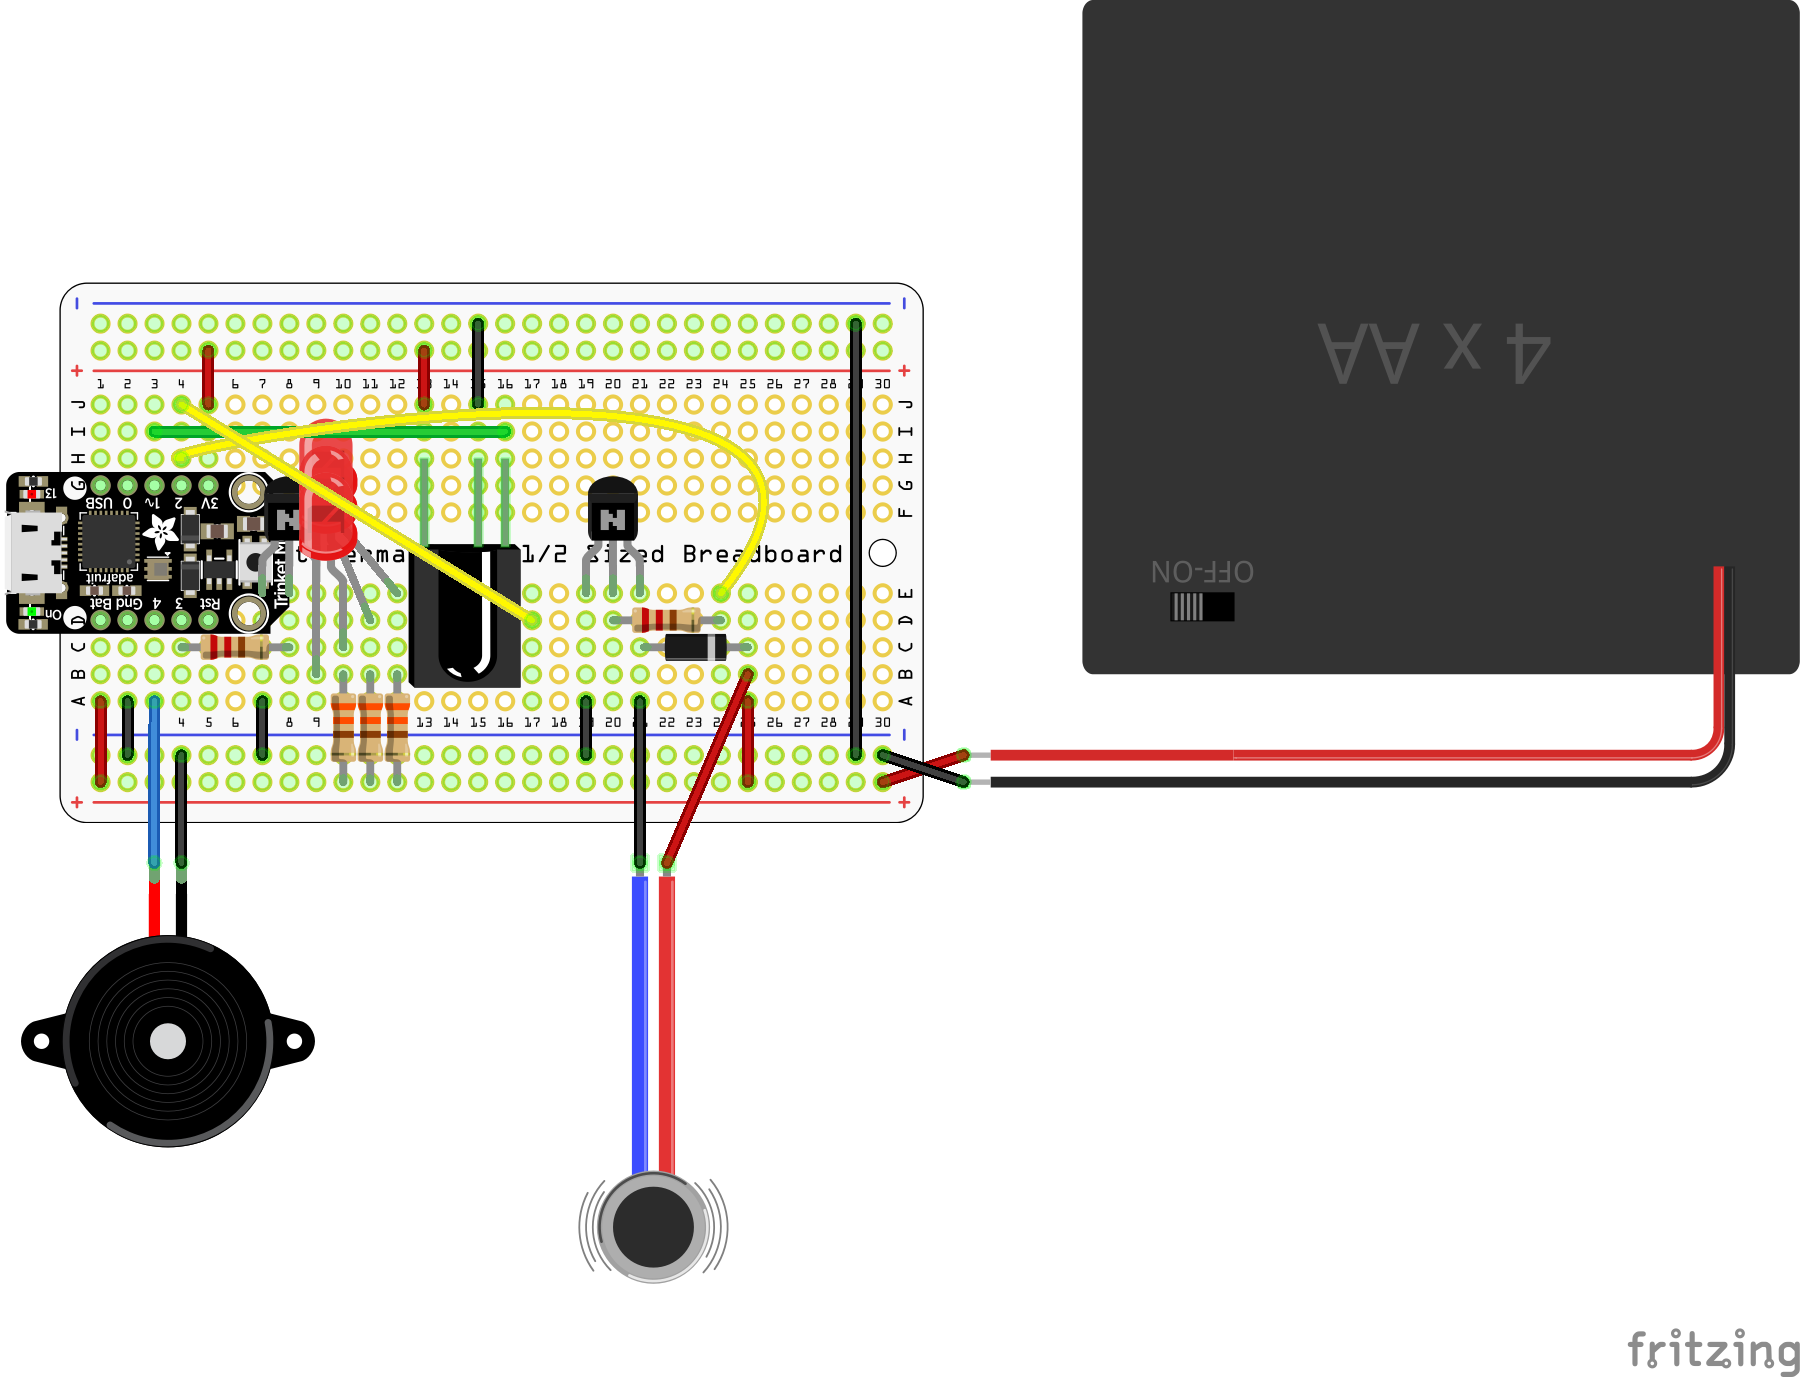 4 x AA
OFF-ON
- -
+ +
1 2 3 4 6 7 8 9 10 11 12 14 16 17 18 19 20 21 22 23 24 25 26 27 28 30
J J
I I
H H
G G
F F
13
USB 0 1~ 2 3V
1/2 Sized Breadboard
adafruit
Trinket M
On
Bat Gnd 4 3 Rst
E
D D
C C
B B
A A
4 5 6 8 9 13 14 15 16 17 18 20 22 23 28 30
- -
+ +
fritzing